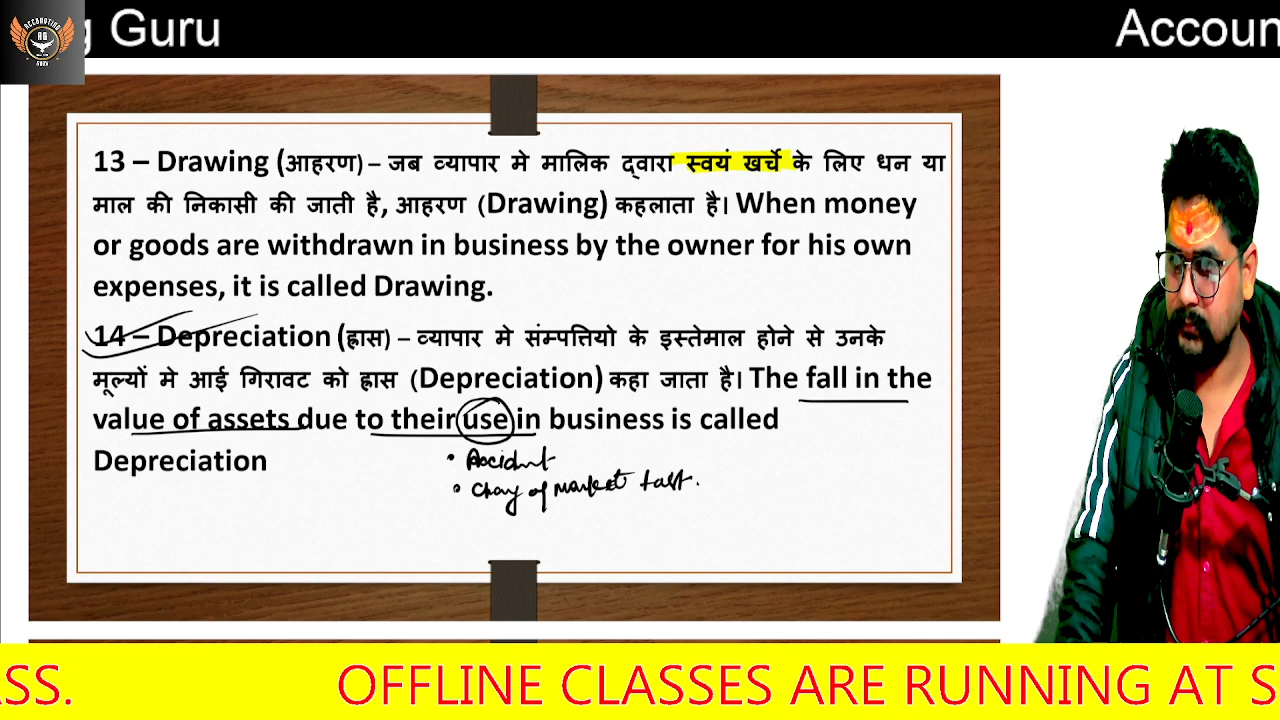 g Guru
Accoun
ACCOUNTING
AG
GURU
13 – Drawing (आहरण) – जब व्यापार मे मालिक द्वारा स्वयं खर्चे के लिए धन या
माल की निकासी की जाती है, आहरण (Drawing) कहलाता है। When money
or goods are withdrawn in business by the owner for his own
expenses, it is called Drawing.
14 – Depreciation (ह्रास) – व्यापार मे संम्पत्तियो के इस्तेमाल होने से उनके
मूल्यों मे आई गिरावट को ह्रास (Depreciation) कहा जाता है। The fall in the
value of assets due to their use in business is called
Depreciation
• Accident
• of market
SS.
OFFLINE CLASSES ARE RUNNING AT S